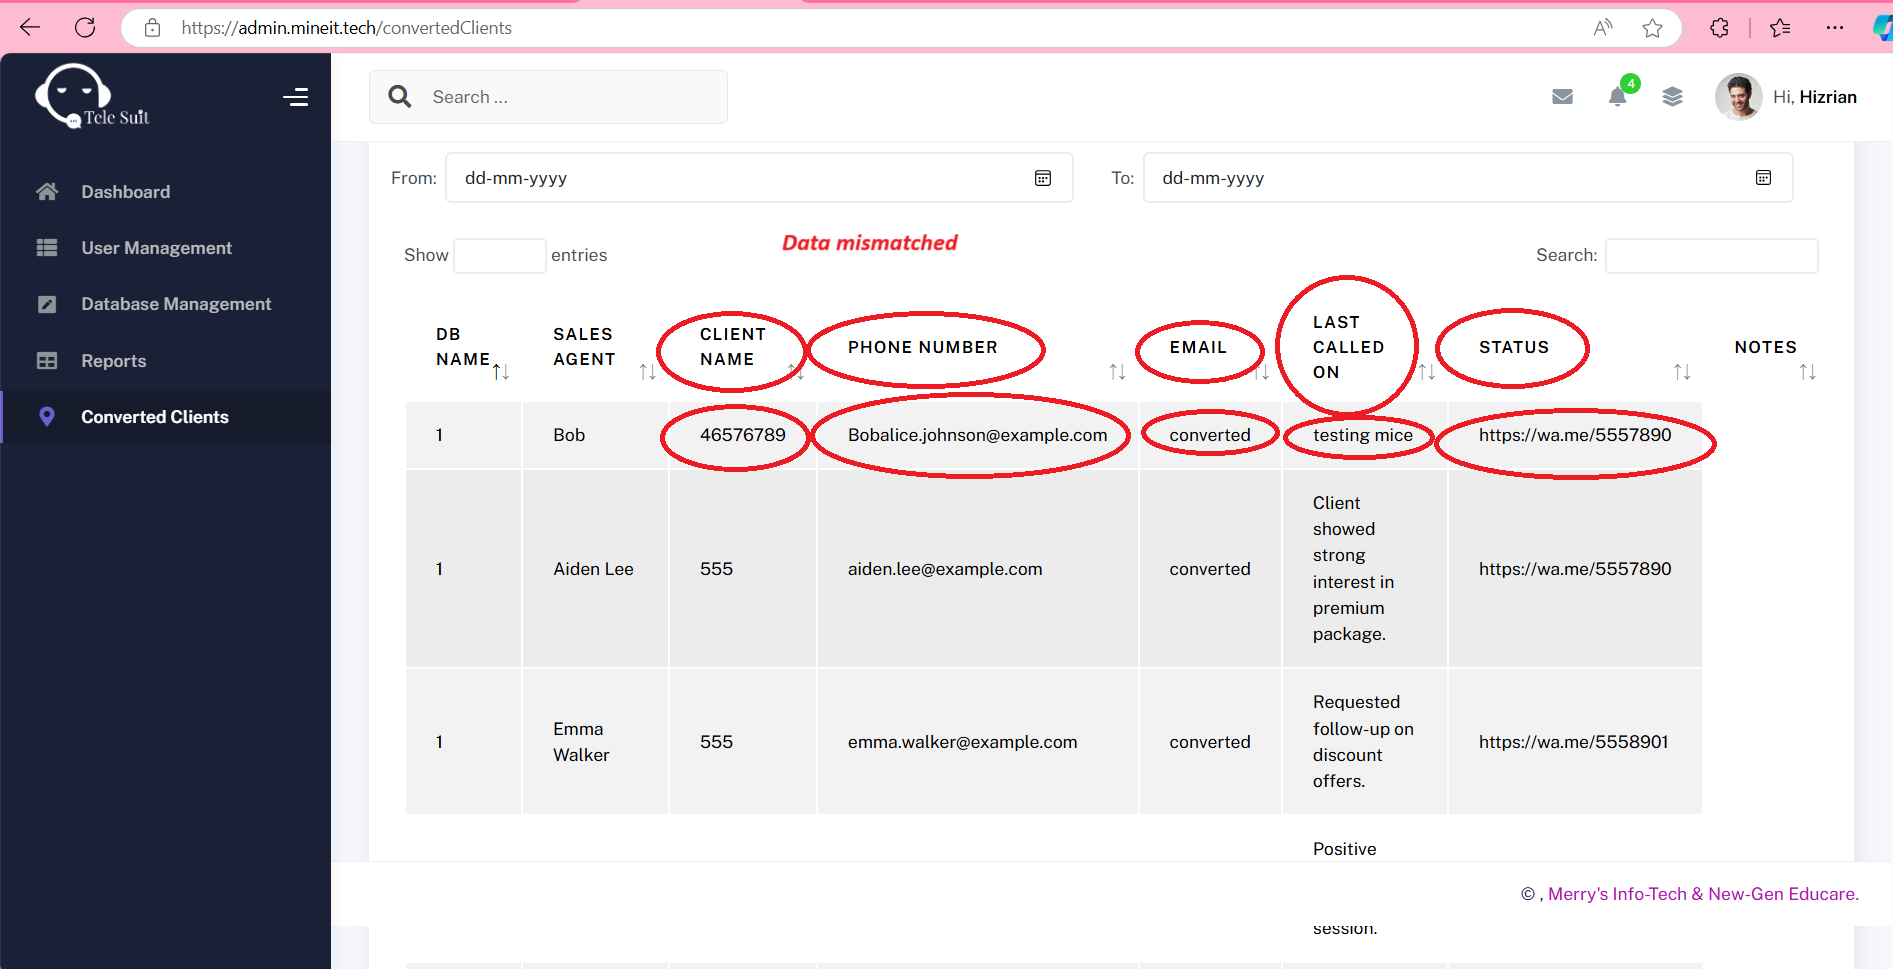 https://admin.mineit.tech/convertedClients
Tele Suit
Search ...
4
Hi, Hizrian
Dashboard
User Management
Database Management
Reports
Converted Clients
From: dd-mm-yyyy To: dd-mm-yyyy
Data mismatched
Show entries Search:
DB NAME SALES AGENT CLIENT NAME PHONE NUMBER EMAIL LAST CALLED ON STATUS NOTES
1 Bob 46576789 Bobalice.johnson@example.com converted testing mice https://wa.me/5557890
1 Aiden Lee 555 aiden.lee@example.com converted Client showed strong interest in premium package. https://wa.me/5557890
1 Emma Walker 555 emma.walker@example.com converted Requested follow-up on discount offers. https://wa.me/5558901
Positive
© , Merry's Info-Tech & New-Gen Educare.
session.